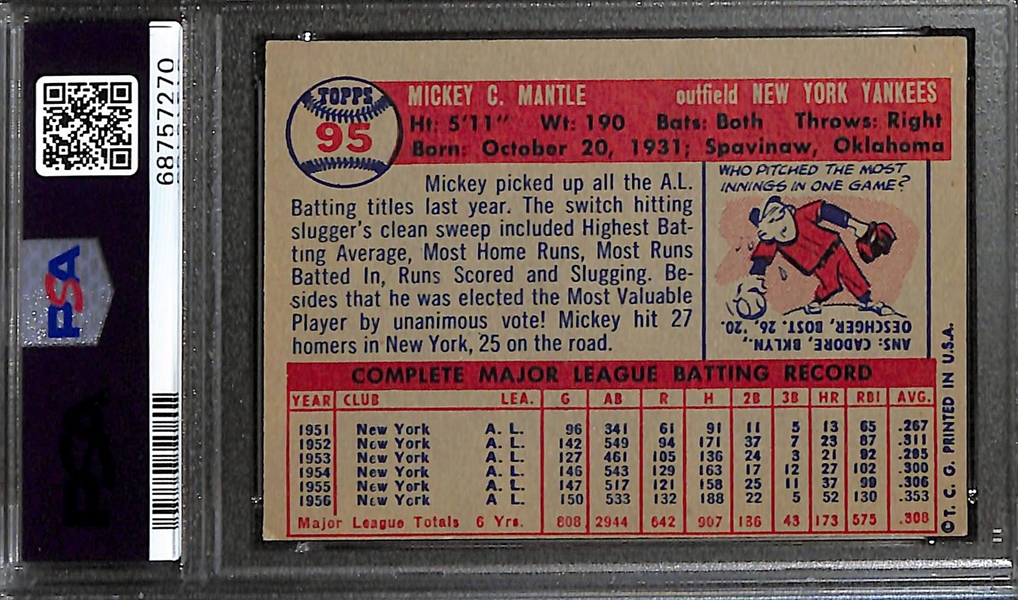 68757270
PSA
PSA
TOPPS
95
MICKEY C. MANTLE outfield NEW YORK YANKEES
Ht: 5'11" Wt: 190 Bats: Both Throws: Right
Born: October 20, 1931; Spavinaw, Oklahoma
Mickey picked up all the A.L.
Batting titles last year. The switch hitting
slugger's clean sweep included Highest Bat-
ting Average, Most Home Runs, Most Runs
Batted In, Runs Scored and Slugging. Be-
sides that he was elected the Most Valuable
Player by unanimous vote! Mickey hit 27
homers in New York, 25 on the road.
WHO PITCHED THE MOST
INNINGS IN ONE GAME?
ANS: CADORE, BKLYN.,
OESCHGER, BOST. 26, '20.
COMPLETE MAJOR LEAGUE BATTING RECORD
YEAR CLUB LEA. G AB R H 2B 3B HR RBI AVG.
1951 New York A. L. 96 341 61 91 11 5 13 65 .267
1952 New York A. L. 142 549 94 171 37 7 23 87 .311
1953 New York A. L. 127 461 105 136 24 3 21 92 .295
1954 New York A. L. 146 543 129 163 17 12 27 102 .300
1955 New York A. L. 147 517 121 158 25 11 37 99 .306
1956 New York A L. 150 533 132 188 22 5 52 130 .353
Major League Totals 6 Yrs. 808 2944 642 907 136 43 173 575 .308
© T. C. G. PRINTED IN U.S.A.